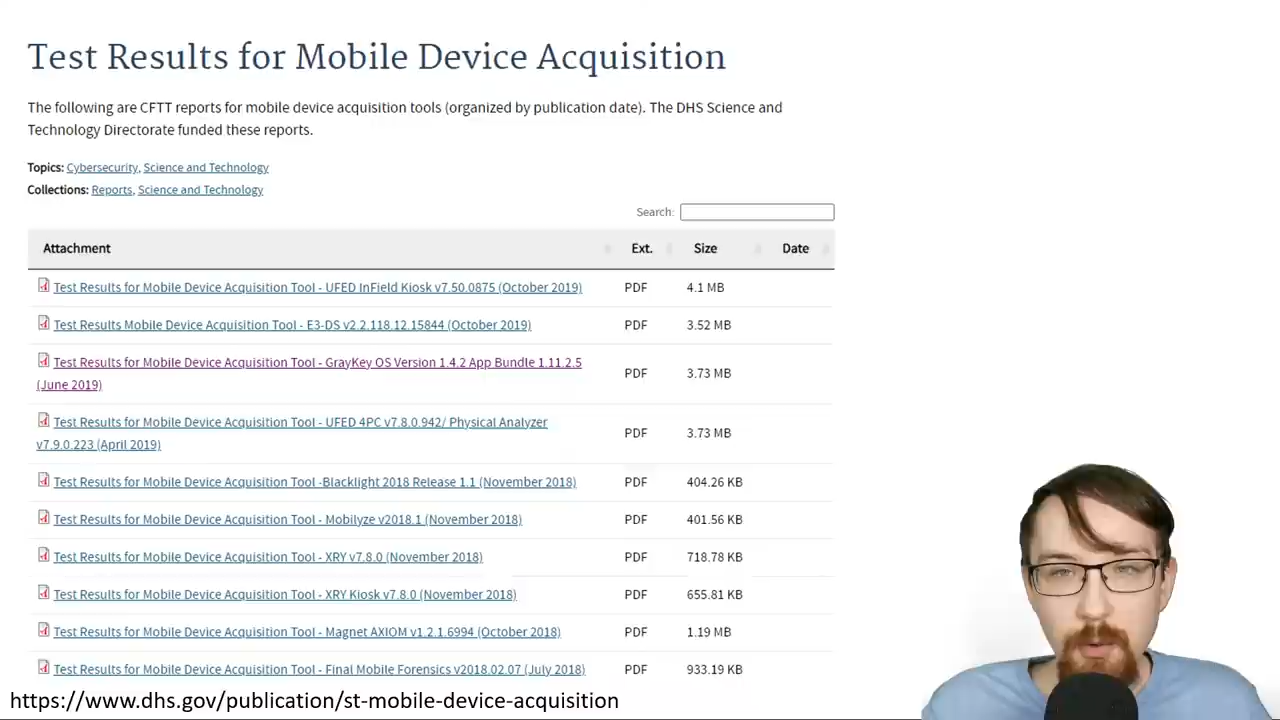 Test Results for Mobile Device Acquisition
The following are CFTT reports for mobile device acquisition tools (organized by publication date). The DHS Science and
Technology Directorate funded these reports.
Topics: Cybersecurity, Science and Technology
Collections: Reports, Science and Technology
Search:
Attachment Ext. Size Date
Test Results for Mobile Device Acquisition Tool - UFED InField Kiosk v7.50.0875 (October 2019) PDF 4.1 MB
Test Results Mobile Device Acquisition Tool - E3-DS v2.2.118.12.15844 (October 2019) PDF 3.52 MB
Test Results for Mobile Device Acquisition Tool - GrayKey OS Version 1.4.2 App Bundle 1.11.2.5
(June 2019) PDF 3.73 MB
Test Results for Mobile Device Acquisition Tool - UFED 4PC v7.8.0.942/ Physical Analyzer
v7.9.0.223 (April 2019) PDF 3.73 MB
Test Results for Mobile Device Acquisition Tool -Blacklight 2018 Release 1.1 (November 2018) PDF 404.26 KB
Test Results for Mobile Device Acquisition Tool - Mobilyze v2018.1 (November 2018) PDF 401.56 KB
Test Results for Mobile Device Acquisition Tool - XRY v7.8.0 (November 2018) PDF 718.78 KB
Test Results for Mobile Device Acquisition Tool - XRY Kiosk v7.8.0 (November 2018) PDF 655.81 KB
Test Results for Mobile Device Acquisition Tool - Magnet AXIOM v1.2.1.6994 (October 2018) PDF 1.19 MB
Test Results for Mobile Device Acquisition Tool - Final Mobile Forensics v2018.02.07 (July 2018) PDF 933.19 KB
https://www.dhs.gov/publication/st-mobile-device-acquisition